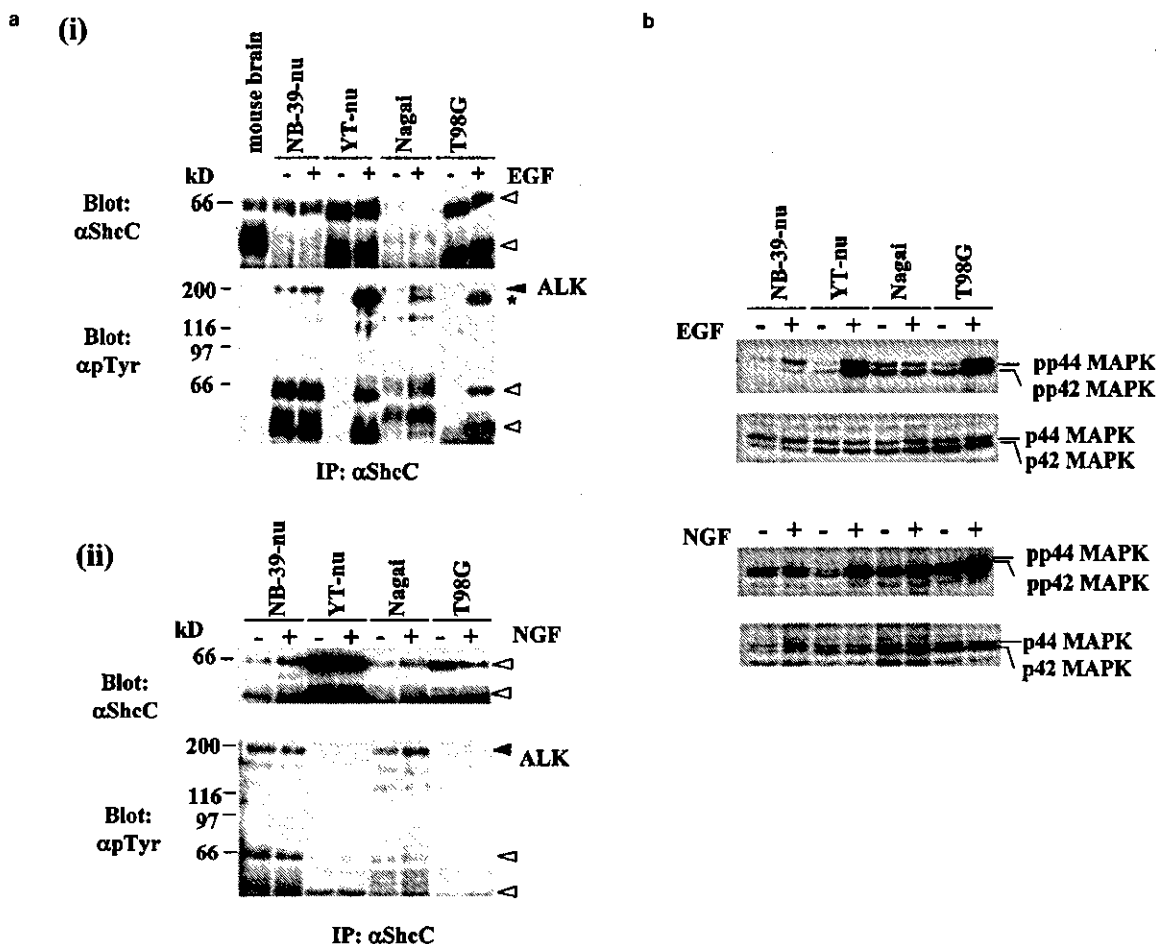 a
(i)
mouse brain
NB-39-nu
YT-nu
Nagai
T98G
kD
- + - + - + - +
EGF
Blot:
αShcC
66
Blot:
αpTyr
200
116
97
66
ALK
*
IP: αShcC
(ii)
NB-39-nu
YT-nu
Nagai
T98G
kD
- + - + - + - +
NGF
Blot:
αShcC
66
Blot:
αpTyr
200
116
97
66
ALK
IP: αShcC
b
NB-39-nu
YT-nu
Nagai
T98G
EGF
- + - + - + - +
pp44 MAPK
pp42 MAPK
p44 MAPK
p42 MAPK
NGF
- + - + - + - +
pp44 MAPK
pp42 MAPK
p44 MAPK
p42 MAPK